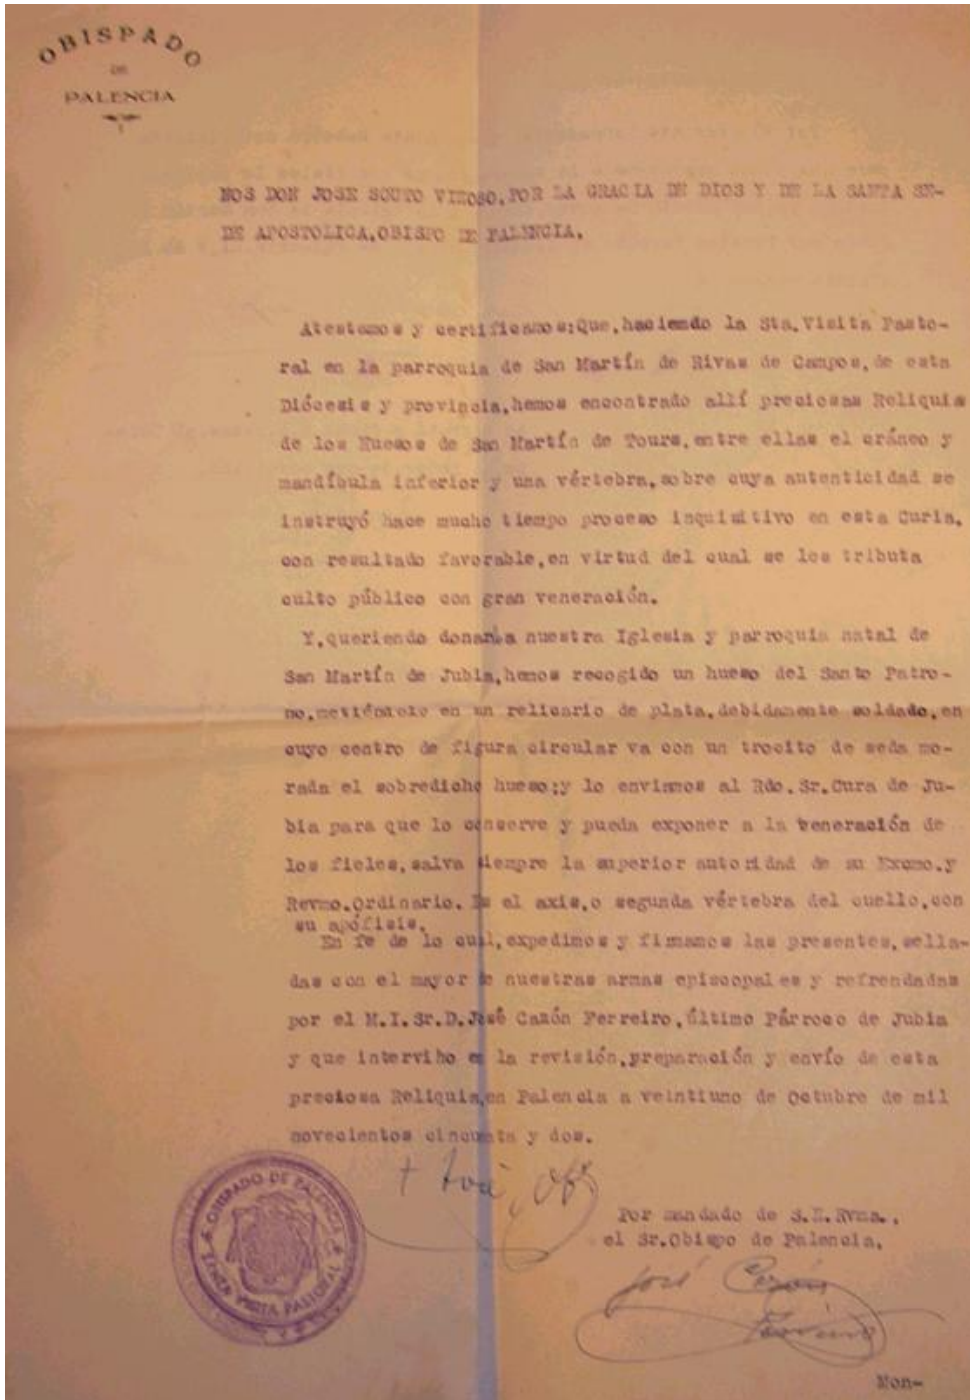 OBISPADO
DE
PALENCIA
NOS DON JOSE SOUTO VIZOSO, POR LA GRACIA DE DIOS Y DE LA SANTA SE-
DE APOSTOLICA, OBISPO DE PALENCIA.
Atestamos y certificamos: Que, haciendo la Sta. Visita Pasto-
ral en la parroquia de San Martín de Rivas de Campos, de esta
Diócesis y provincia, hemos encontrado allí preciosas Reliquias
de los Huesos de San Martín de Tours, entre ellas el cráneo y
mandíbula inferior y una vértebra, sobre cuya autenticidad se
instruyó hace mucho tiempo proceso inquisitivo en esta Curia,
con resultado favorable, en virtud del cual se les tributa
culto público con gran veneración.
Y, queriendo donar a nuestra Iglesia y parroquia natal de
San Martín de Jubia, hemos recogido un hueso del Santo Patro-
no, metiéndolo en un relicario de plata, debidamente soldado, en
cuyo centro de figura circular va con un trocito de seda mo-
rada el sobredicho hueso; y lo enviamos al Rdo. Sr. Cura de Ju-
bia para que lo conserve y pueda exponer a la veneración de
los fieles, salva siempre la superior autoridad de su Excmo. y
Revmo. Ordinario. Es el axis, o segunda vértebra del cuello, con
su apófisis.
En fe de lo cual, expedimos y firmamos las presentes, sella-
das con el mayor de nuestras armas episcopales y refrendadas
por el M.I. Sr. D. José Cazón Ferreiro, último Párroco de Jubia
y que interviho en la revisión, preparación y envío de esta
preciosa Reliquia, en Palencia a veintiuno de Octubre de mil
novecientos cincuenta y dos.
+ José, Obpo
OBISPADO DE PALENCIA
SANTA VISITA PASTORAL
Por mandado de S.E. Rvma.,
el Sr. Obispo de Palencia,
José Cazón
Ferreiro
Mon-